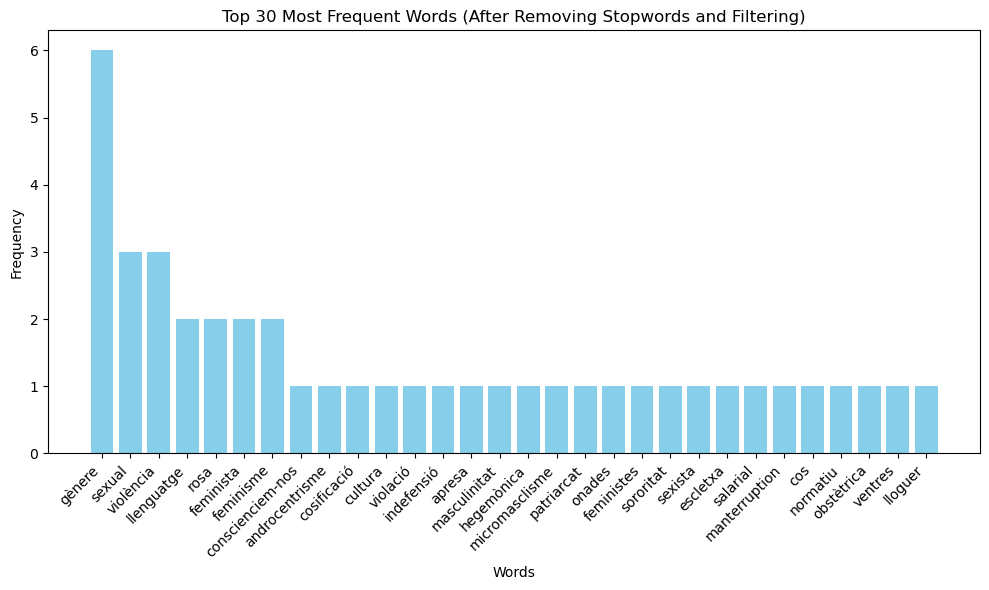 Top 30 Most Frequent Words (After Removing Stopwords and Filtering)
Frequency
6
5
4
3
2
1
0
gènere
sexual
violència
llenguatge
rosa
feminista
feminisme
conscienciem-nos
androcentrisme
cosificació
cultura
violació
indefensió
apresa
masculinitat
hegemònica
micromasclisme
patriarcat
onades
feministes
sororitat
sexista
escletxa
salarial
manterruption
cos
normatiu
obstètrica
ventres
lloguer
Words